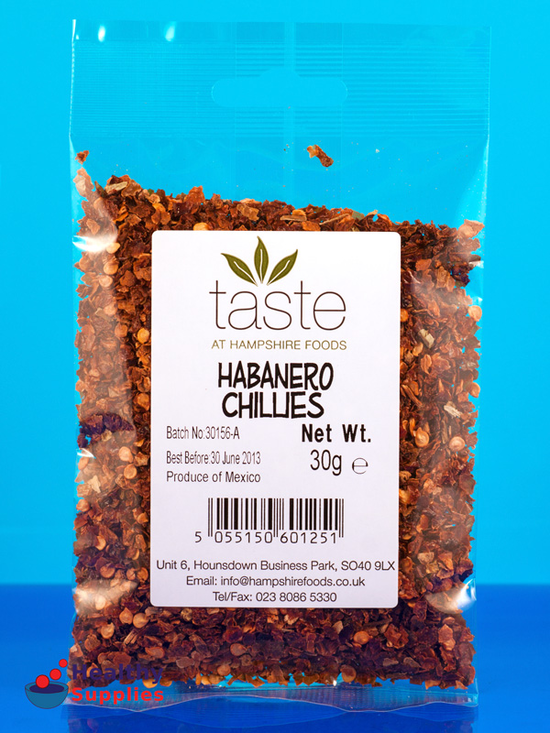 taste
AT HAMPSHIRE FOODS
HABANERO
CHILLIES
Batch No:30156-A
Net Wt.
Best Before:30 June 2013
30g ℮
Produce of Mexico
5 055150 601251
Unit 6, Hounsdown Business Park, SO40 9LX
Email: info@hampshirefoods.co.uk
Tel/Fax: 023 8086 5330
Healthy
Supplies